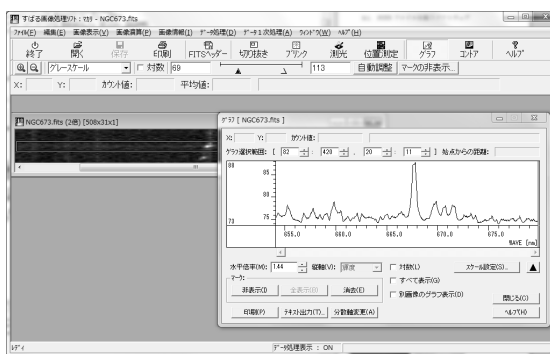 すばる画像処理ソフト：マカリ - NGC673.fits
ファイル(F) 編集(E) 画像表示(V) 画像演算(P) 画像情報(I) データ処理(D) データ1次処理(A) ウィンドウ(W) ヘルプ(H)
終了 開く 保存 印刷 FITSヘッダー 切り抜き ブリンク 測光 位置測定 グラフ コンター ヘルプ
グレースケール 対数 69 113 自動調整 マークの非表示...
X: Y: カウント値: 平均値:
NGC673.fits (2倍) [508x31x1]
グラフ [ NGC673.fits ]
X: Y: カウント値:
グラフ選択範囲: [ 82 : 420 , 20 : 11 ] 始点からの距離:
88
85
80
75
73
655.0 660.0 665.0 670.0 675.0
WAVE [nm]
水平倍率(M): 1.44 縦軸(V): 輝度 対数(L) スケール設定(S)...
マーク: すべて表示(G)
非表示(I) 全表示(B) 消去(E) 別画像のグラフ表示(D)
閉じる(C)
印刷(P) テキスト出力(T)... 分散軸変更(A) ヘルプ(H)
レディ データ処理表示 : ON